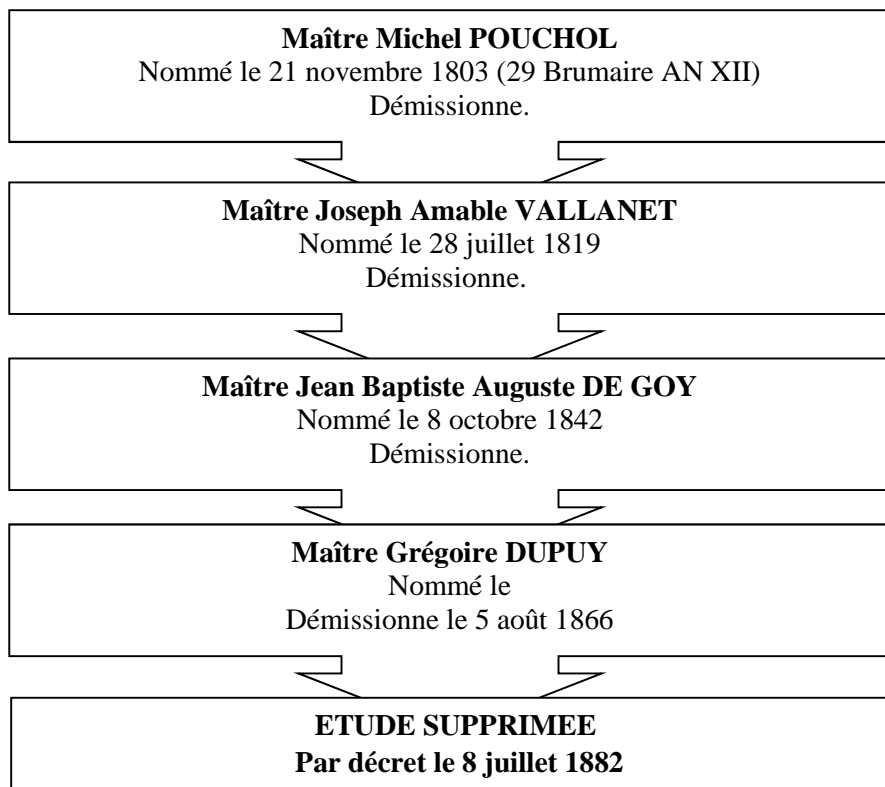 Maître Michel POUCHOL
Nommé le 21 novembre 1803 (29 Brumaire AN XII)
Démissionne.
Maître Joseph Amable VALLANET
Nommé le 28 juillet 1819
Démissionne.
Maître Jean Baptiste Auguste DE GOY
Nommé le 8 octobre 1842
Démissionne.
Maître Grégoire DUPUY
Nommé le
Démissionne le 5 août 1866
ETUDE SUPPRIMEE
Par décret le 8 juillet 1882